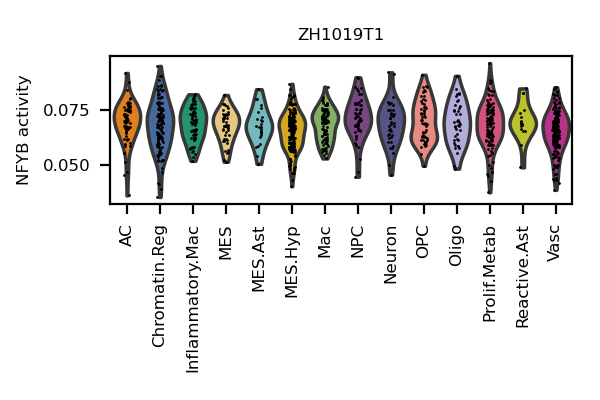 ZH1019T1
NFYB activity
0.075
0.050
AC
Chromatin.Reg
Inflammatory.Mac
MES
MES.Ast
MES.Hyp
Mac
NPC
Neuron
OPC
Oligo
Prolif.Metab
Reactive.Ast
Vasc